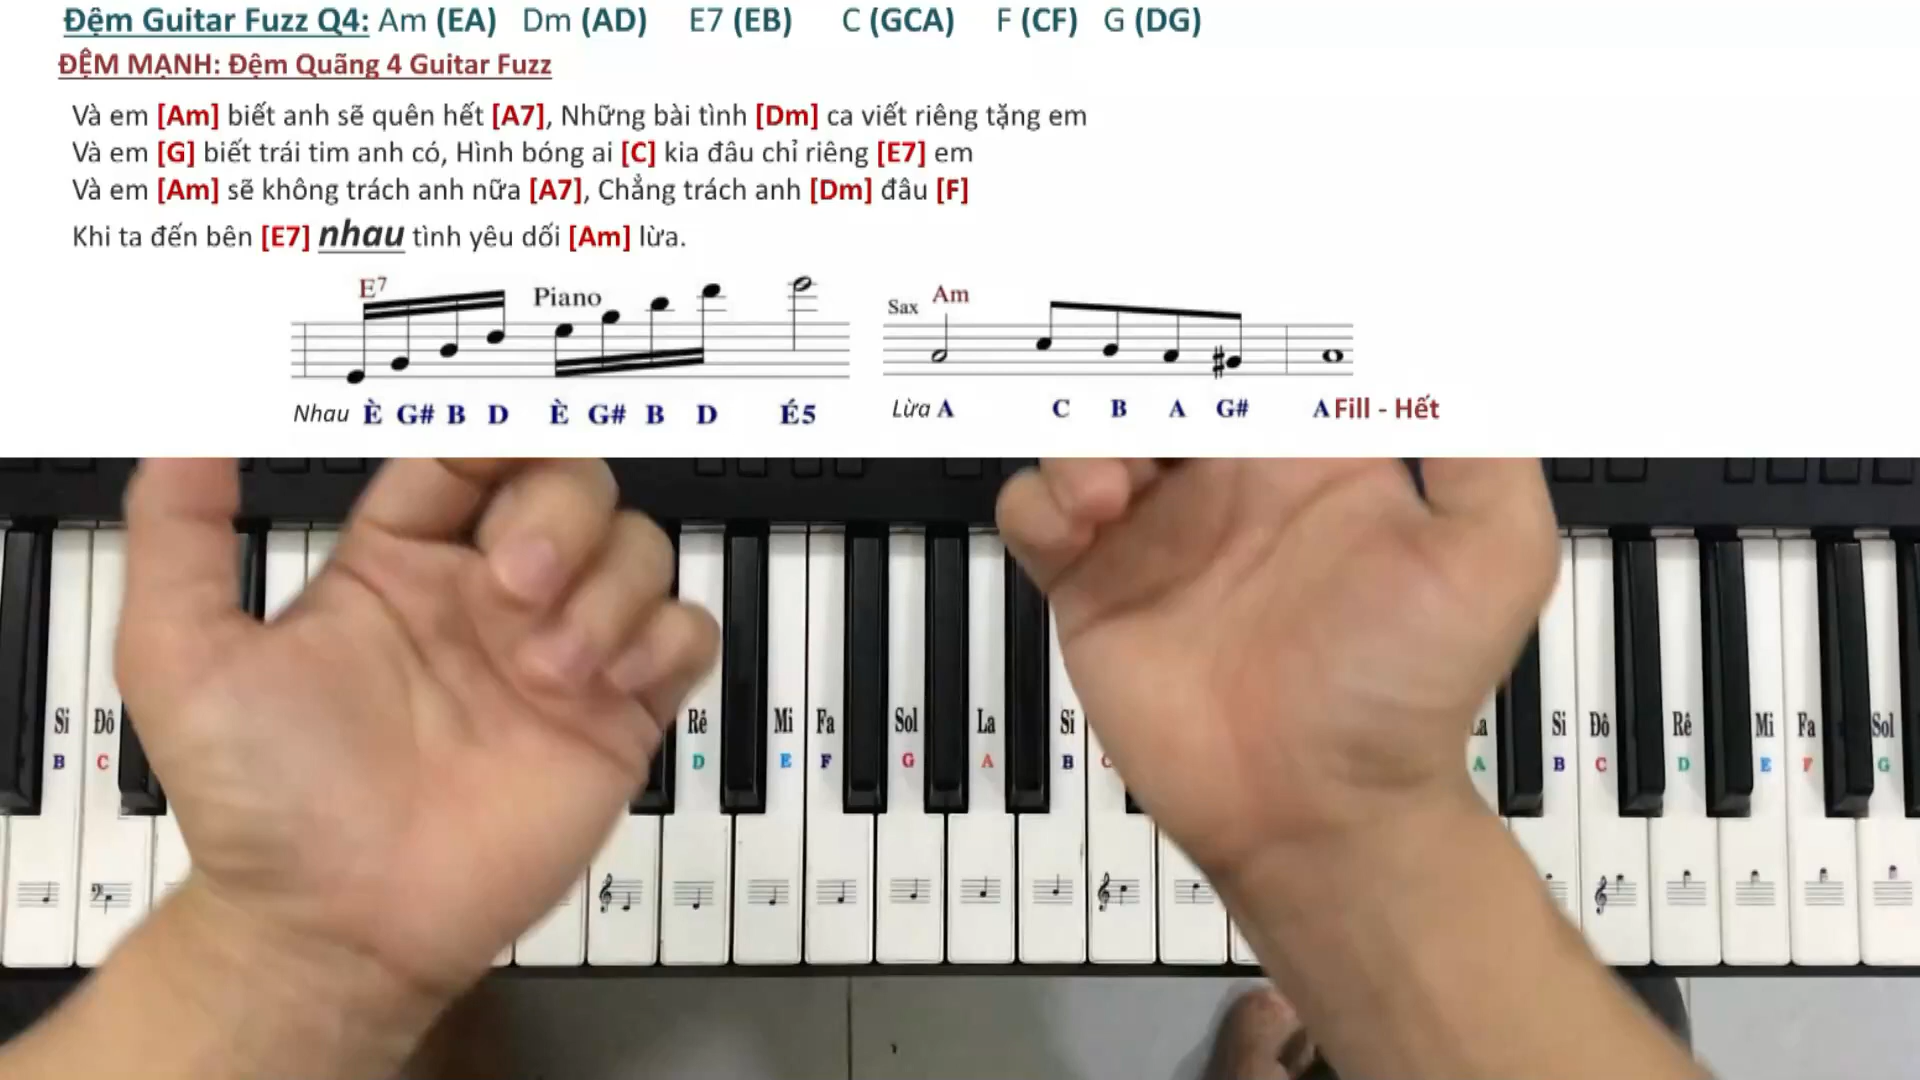 Đệm Guitar Fuzz Q4: Am (EA) Dm (AD) E7 (EB) C (GCA) F (CF) G (DG)
ĐỆM MẠNH: Đệm Quãng 4 Guitar Fuzz
Và em [Am] biết anh sẽ quên hết [A7], Những bài tình [Dm] ca viết riêng tặng em
Và em [G] biết trái tim anh có, Hình bóng ai [C] kia đâu chỉ riêng [E7] em
Và em [Am] sẽ không trách anh nữa [A7], Chẳng trách anh [Dm] đâu [F]
Khi ta đến bên [E7] nhau tình yêu dối [Am] lừa.
E7 Piano Sax Am
Nhau È G# B D È G# B D É5 Lừa A C B A G# A Fill - Hết
Si Đô Rê Mi Fa Sol La Si La Si Đô Rê Mi Fa Sol
B C D E F G A B C A B C D E F G